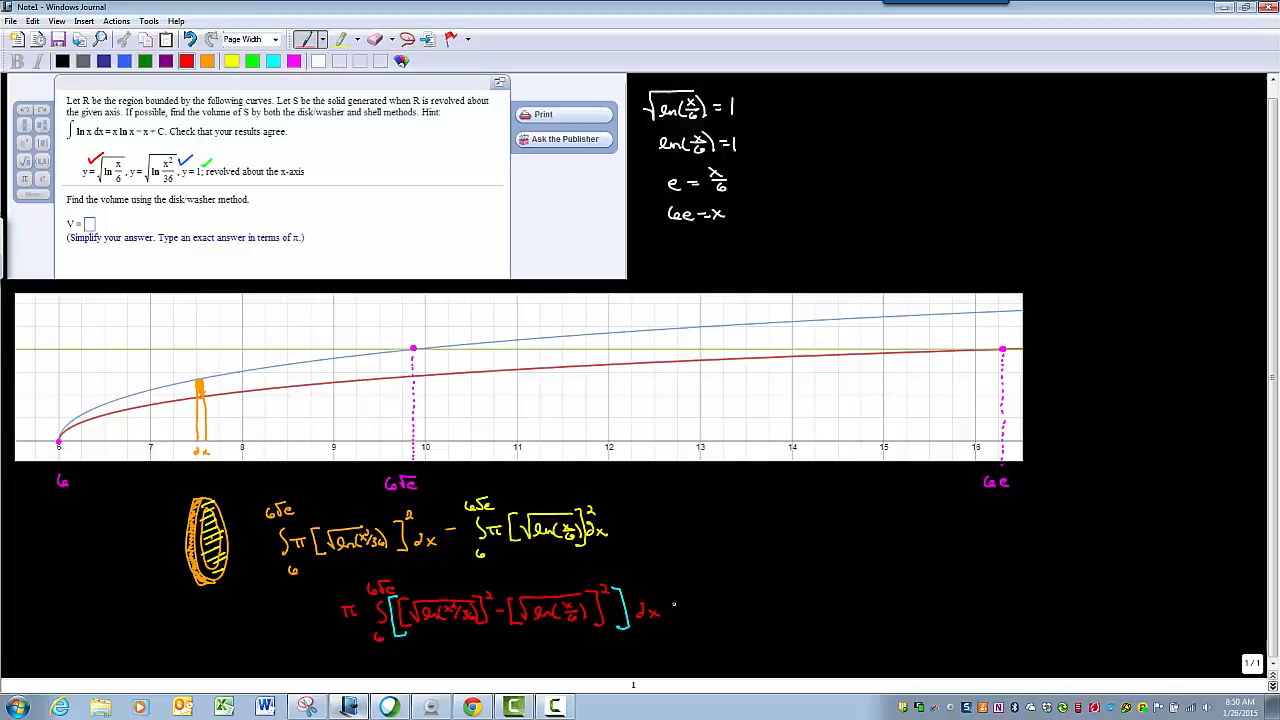 Note1 - Windows Journal
File Edit View Insert Actions Tools Help
Page Width
B I
Let R be the region bounded by the following curves. Let S be the solid generated when R is revolved about
the given axis. If possible, find the volume of S by both the disk/washer and shell methods. Hint:
∫ ln x dx = x ln x − x + C. Check that your results agree.
y = √(ln x/6), y = √(ln x²/36), y = 1; revolved about the x-axis
Find the volume using the disk/washer method.
V =
(Simplify your answer. Type an exact answer in terms of π.)
Print
Ask the Publisher
√ln(x/6) = 1
ln(x/6) = 1
e = x/6
6e = x
6 7 8 9 10 11 12 13 14 15 16
dx
6 6√e 6e
∫₆^{6√e} π[√ln(x²/36)]² dx − ∫₆^{6√e} π[√ln(x/6)]² dx
π ∫₆^{6√e} [[√ln(x²/36)]² − [√ln(x/6)]²] dx
1/1
1
8:50 AM
1/26/2015